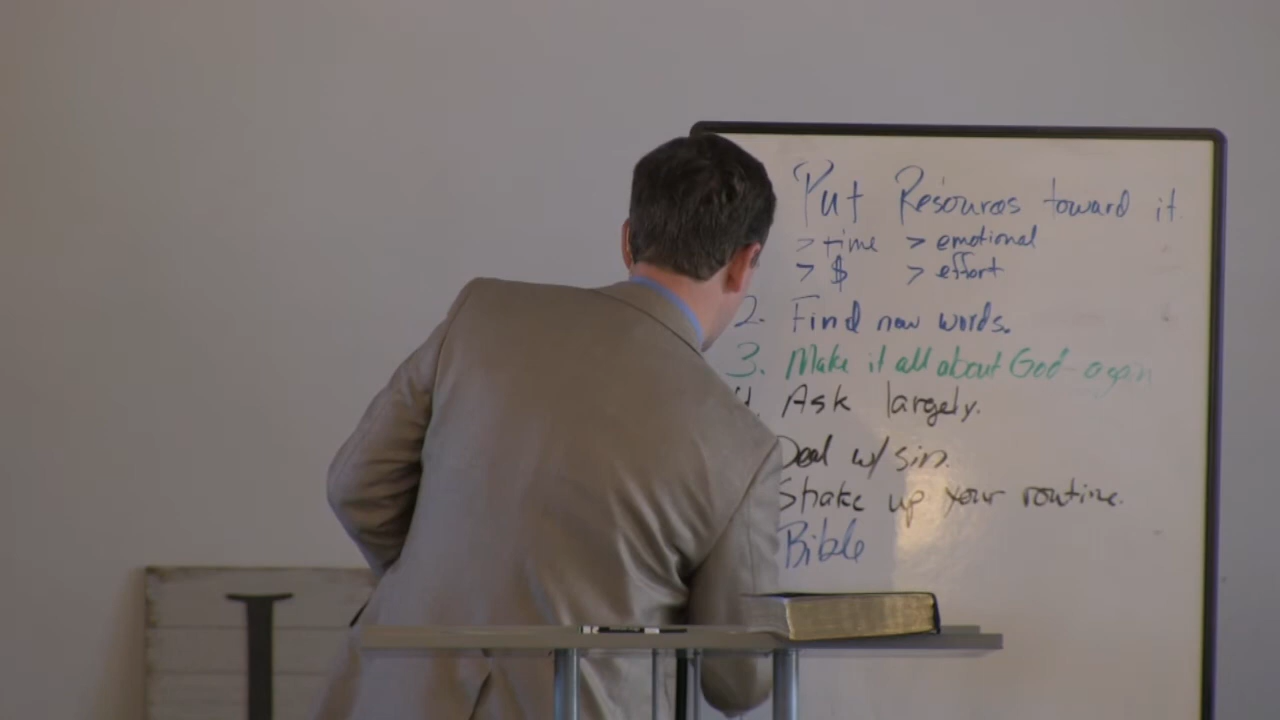 Put Resources toward it
> time > emotional
> $ > effort
2. Find new words.
3. Make it all about God again
4. Ask largely.
Deal w/ sin.
Shake up your routine.
Bible
I